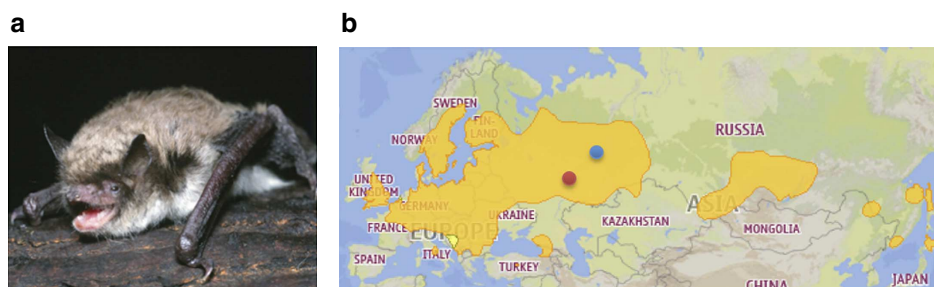 a
b
SWEDEN
NORWAY
FIN-
LAND
RUSSIA
UNITED
KINGDOM
GERMANY
ASIA
FRANCE
UKRAINE
KAZAKHSTAN
EUROPE
MONGOLIA
SPAIN
ITALY
TURKEY
CHINA
JAPAN